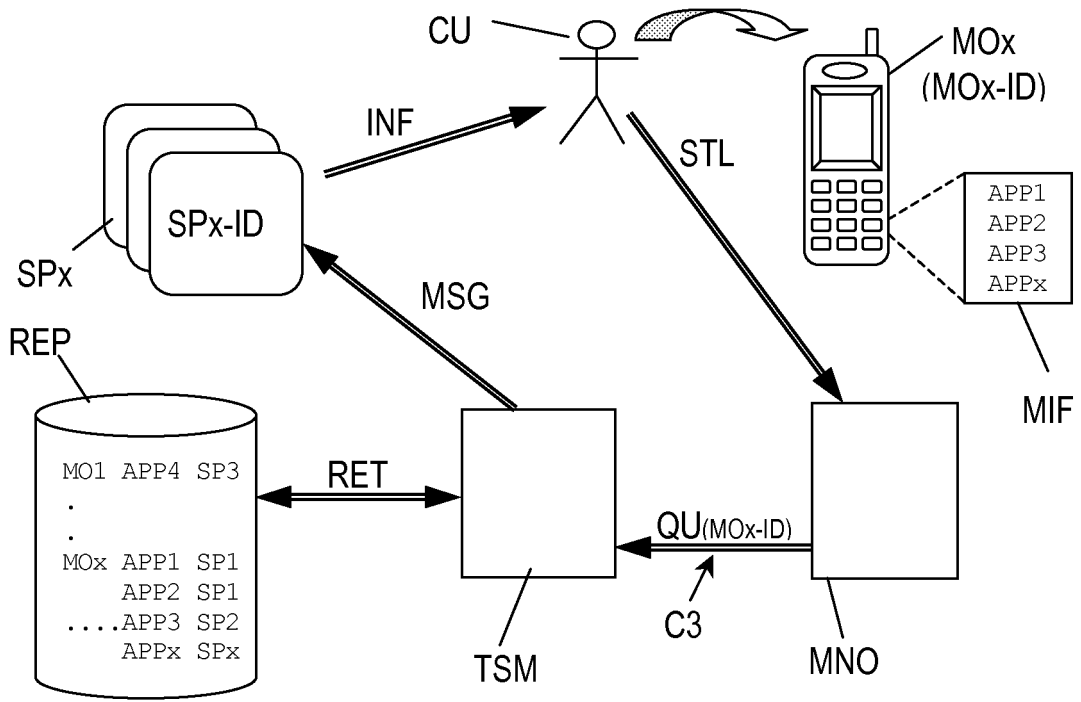 CU
MOx
(MOx-ID)
INF
STL
APP1
APP2
APP3
APPx
SPx-ID
SPx
MSG
REP
MIF
MO1 APP4 SP3
.
.
MOx APP1 SP1
APP2 SP1
....APP3 SP2
APPx SPx
RET
QU(MOx-ID)
C3
TSM
MNO